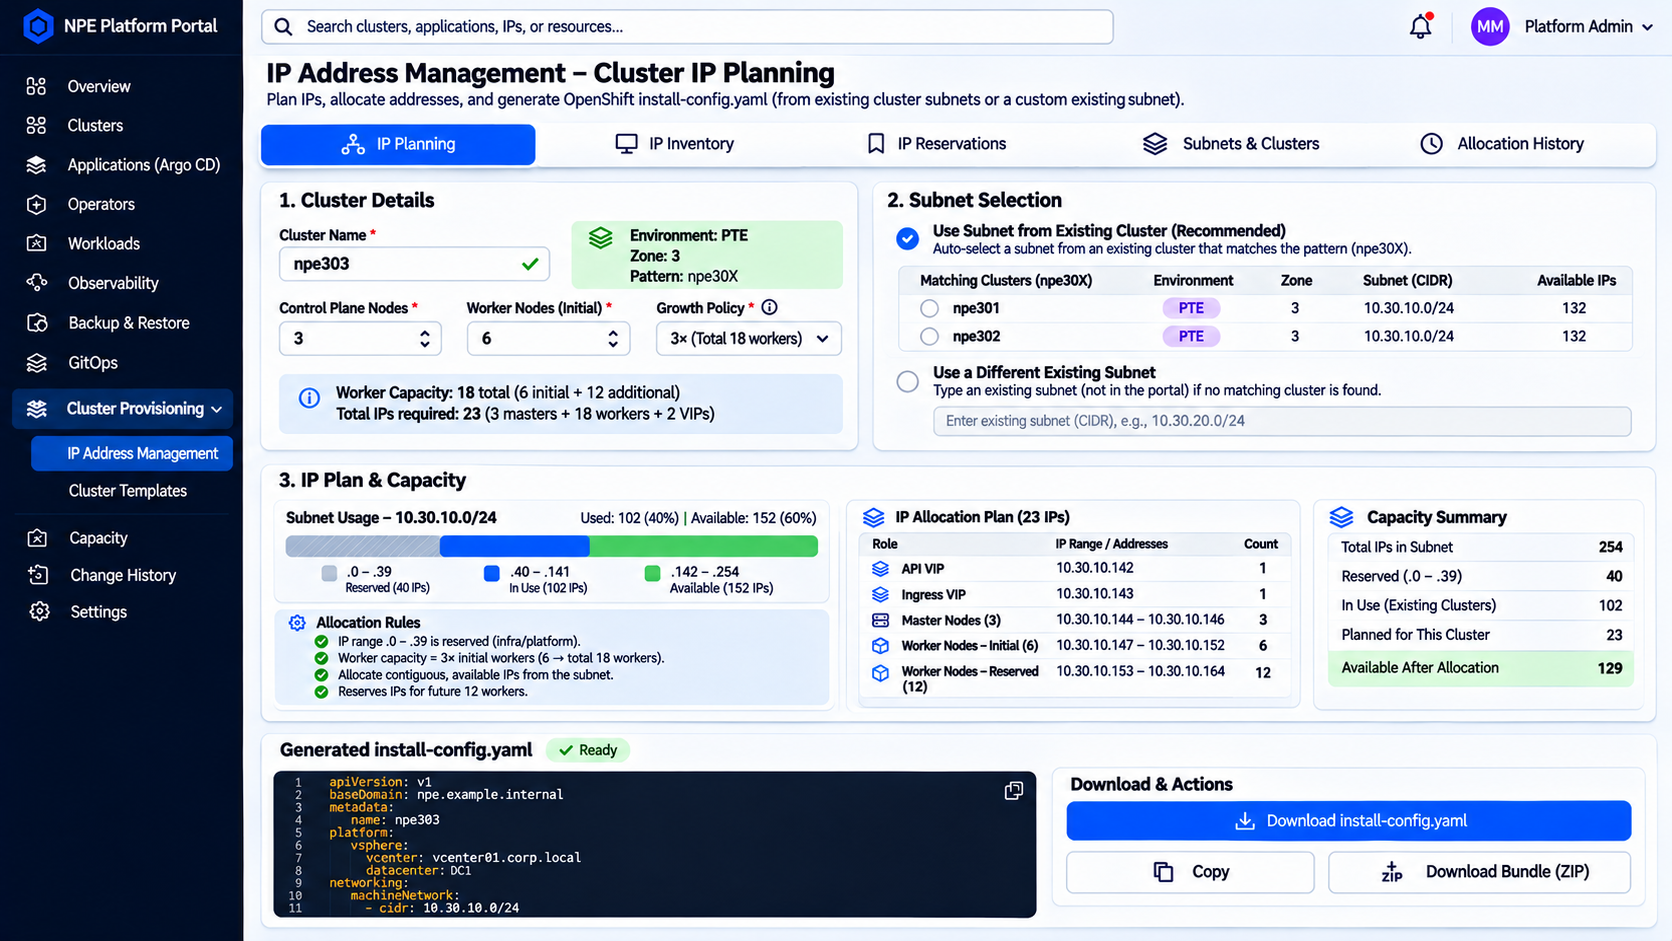 NPE Platform Portal
Search clusters, applications, IPs, or resources...
MM
Platform Admin
Overview
Clusters
Applications (Argo CD)
Operators
Workloads
Observability
Backup & Restore
GitOps
Cluster Provisioning
IP Address Management
Cluster Templates
Capacity
Change History
Settings
IP Address Management – Cluster IP Planning
Plan IPs, allocate addresses, and generate OpenShift install-config.yaml (from existing cluster subnets or a custom existing subnet).
IP Planning
IP Inventory
IP Reservations
Subnets & Clusters
Allocation History
1. Cluster Details
Cluster Name *
npe303
Environment: PTE
Zone: 3
Pattern: npe30X
Control Plane Nodes *
3
Worker Nodes (Initial) *
6
Growth Policy *
3× (Total 18 workers)
Worker Capacity: 18 total (6 initial + 12 additional)
Total IPs required: 23 (3 masters + 18 workers + 2 VIPs)
2. Subnet Selection
Use Subnet from Existing Cluster (Recommended)
Auto-select a subnet from an existing cluster that matches the pattern (npe30X).
Matching Clusters (npe30X) Environment Zone Subnet (CIDR) Available IPs
npe301 PTE 3 10.30.10.0/24 132
npe302 PTE 3 10.30.10.0/24 132
Use a Different Existing Subnet
Type an existing subnet (not in the portal) if no matching cluster is found.
Enter existing subnet (CIDR), e.g., 10.30.20.0/24
3. IP Plan & Capacity
Subnet Usage – 10.30.10.0/24
Used: 102 (40%) | Available: 152 (60%)
.0 – .39
Reserved (40 IPs)
.40 – .141
In Use (102 IPs)
.142 – .254
Available (152 IPs)
Allocation Rules
IP range .0 – .39 is reserved (infra/platform).
Worker capacity = 3× initial workers (6 → total 18 workers).
Allocate contiguous, available IPs from the subnet.
Reserves IPs for future 12 workers.
IP Allocation Plan (23 IPs)
Role IP Range / Addresses Count
API VIP 10.30.10.142 1
Ingress VIP 10.30.10.143 1
Master Nodes (3) 10.30.10.144 – 10.30.10.146 3
Worker Nodes – Initial (6) 10.30.10.147 – 10.30.10.152 6
Worker Nodes – Reserved (12) 10.30.10.153 – 10.30.10.164 12
Capacity Summary
Total IPs in Subnet 254
Reserved (.0 – .39) 40
In Use (Existing Clusters) 102
Planned for This Cluster 23
Available After Allocation 129
Generated install-config.yaml
Ready
1 apiVersion: v1
2 baseDomain: npe.example.internal
3 metadata:
4 name: npe303
5 platform:
6 vsphere:
7 vcenter: vcenter01.corp.local
8 datacenter: DC1
9 networking:
10 machineNetwork:
11 - cidr: 10.30.10.0/24
Download & Actions
Download install-config.yaml
Copy
ZIP
Download Bundle (ZIP)